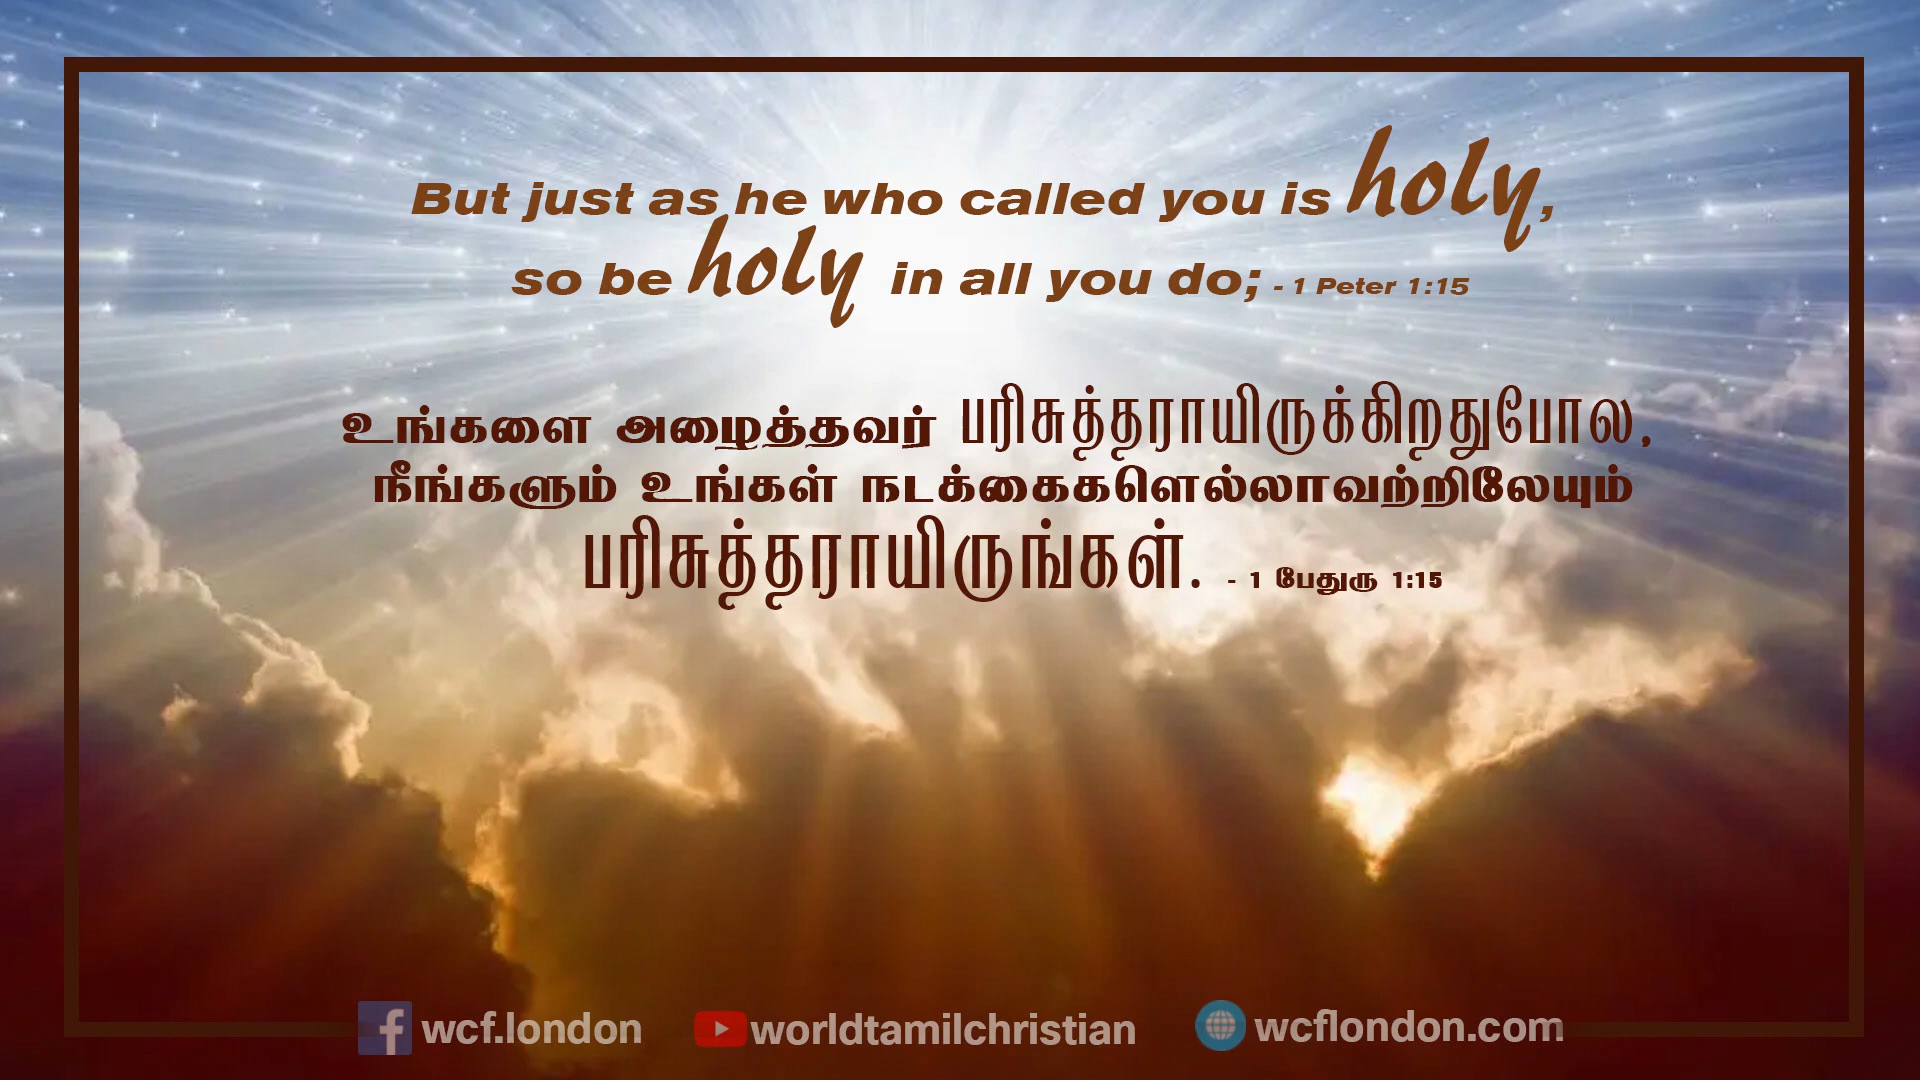 But just as he who called you is holy,
so be holy in all you do; - 1 Peter 1:15
உங்களை அழைத்தவர் பரிசுத்தராயிருக்கிறதுபோல,
நீங்களும் உங்கள் நடக்கைகளெல்லாவற்றிலேயும்
பரிசுத்தராயிருங்கள். - 1 பேதுரு 1:15
wcf.london worldtamilchristian wcflondon.com